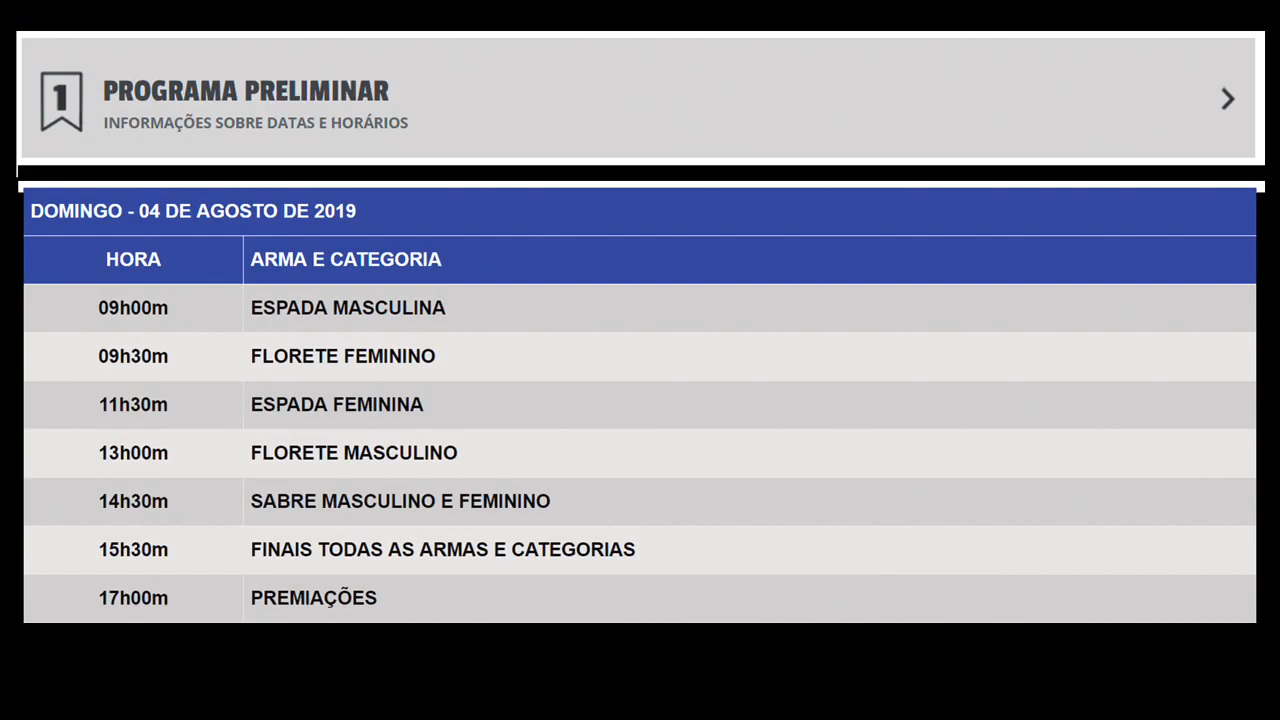 1
PROGRAMA PRELIMINAR
INFORMAÇÕES SOBRE DATAS E HORÁRIOS
DOMINGO - 04 DE AGOSTO DE 2019
HORA ARMA E CATEGORIA
09h00m ESPADA MASCULINA
09h30m FLORETE FEMININO
11h30m ESPADA FEMININA
13h00m FLORETE MASCULINO
14h30m SABRE MASCULINO E FEMININO
15h30m FINAIS TODAS AS ARMAS E CATEGORIAS
17h00m PREMIAÇÕES